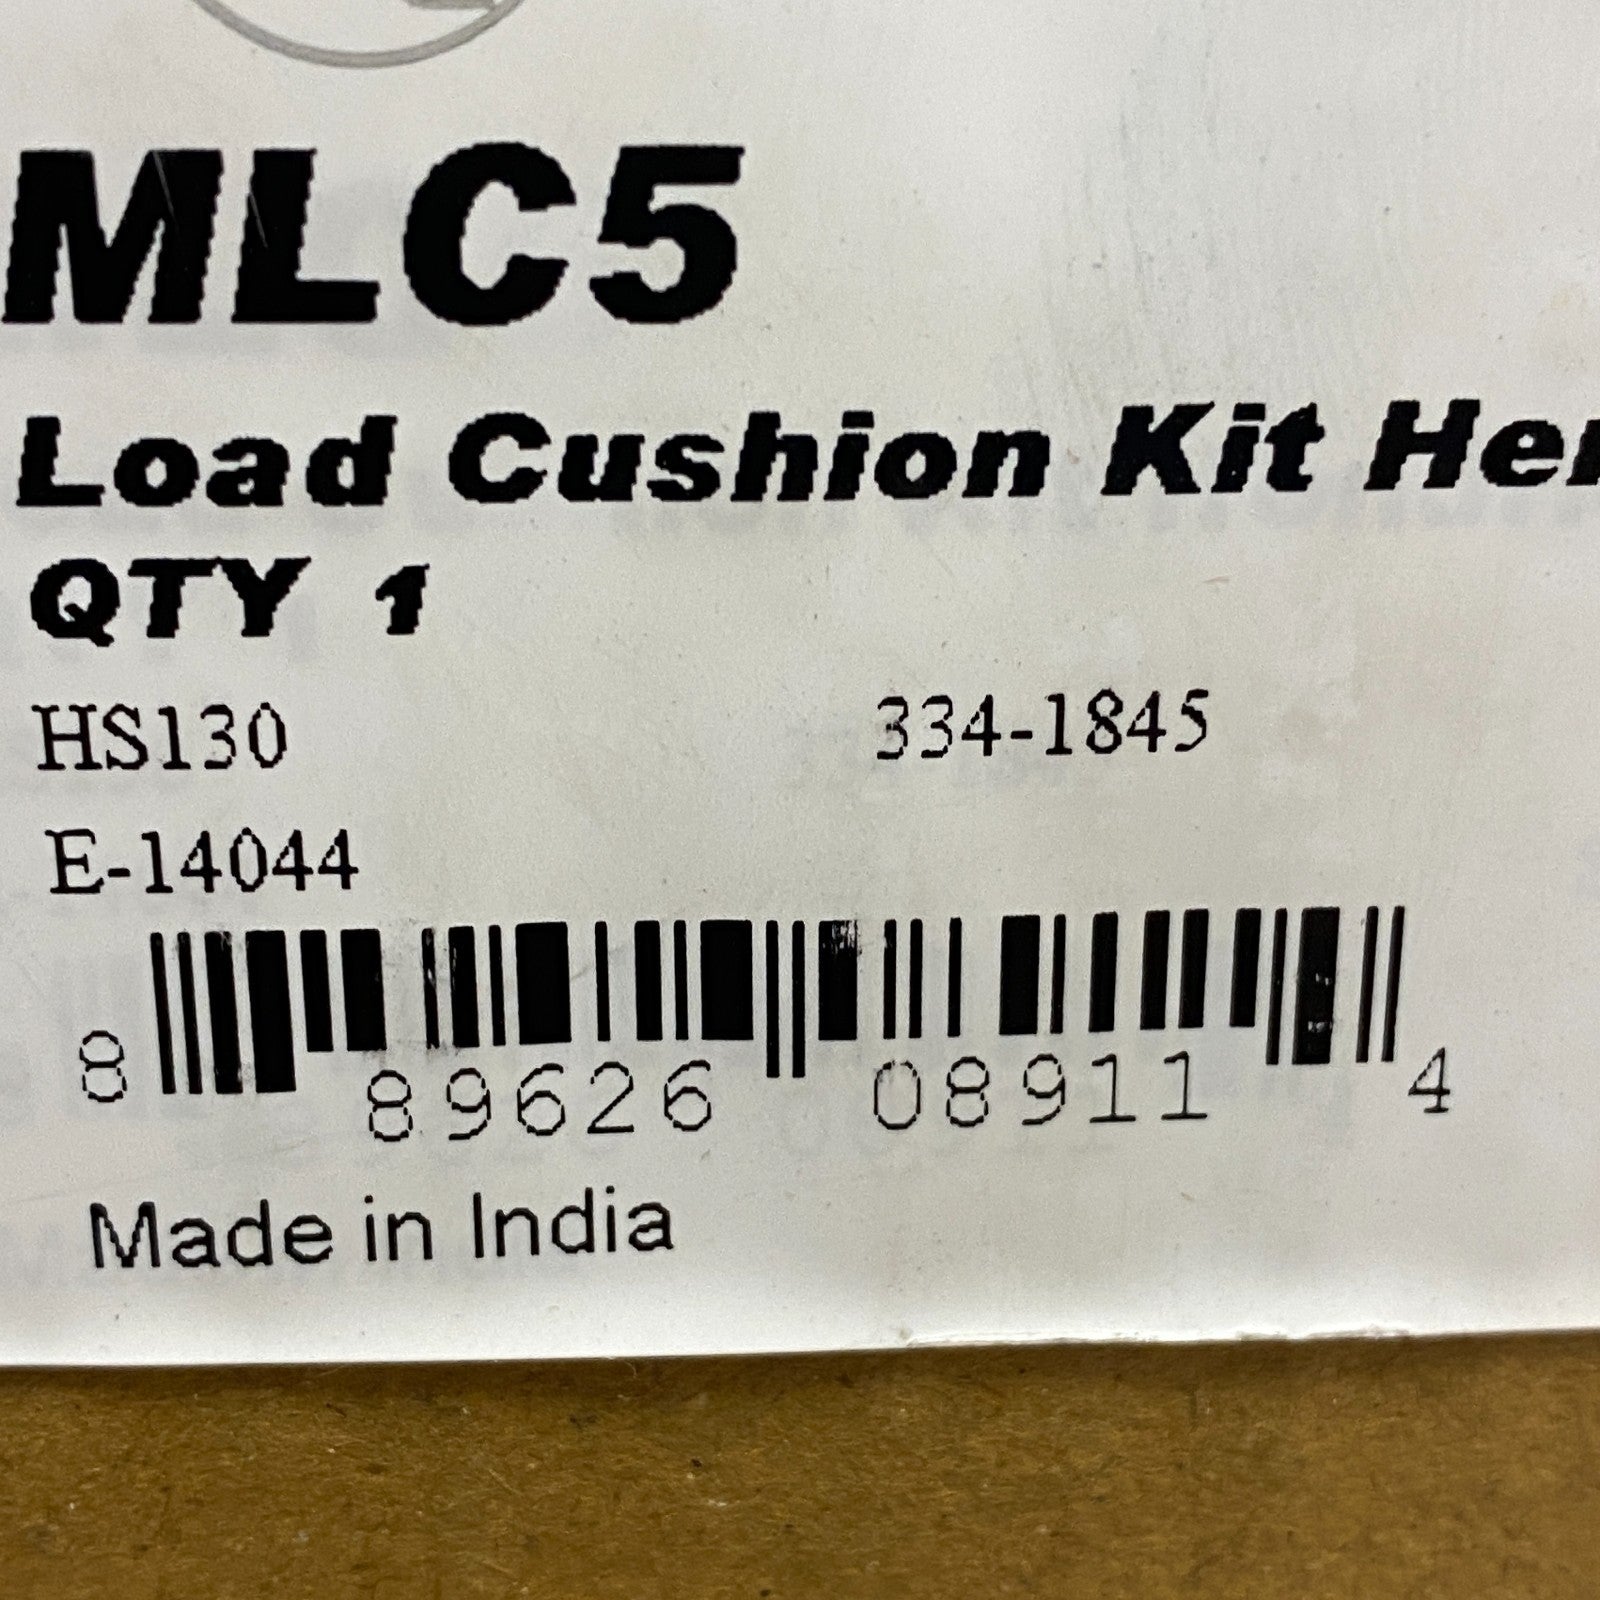 MLC5
Load Cushion Kit
QTY 1
HS130 334-1845
E-14044
8 89626 08911 4
Made in India